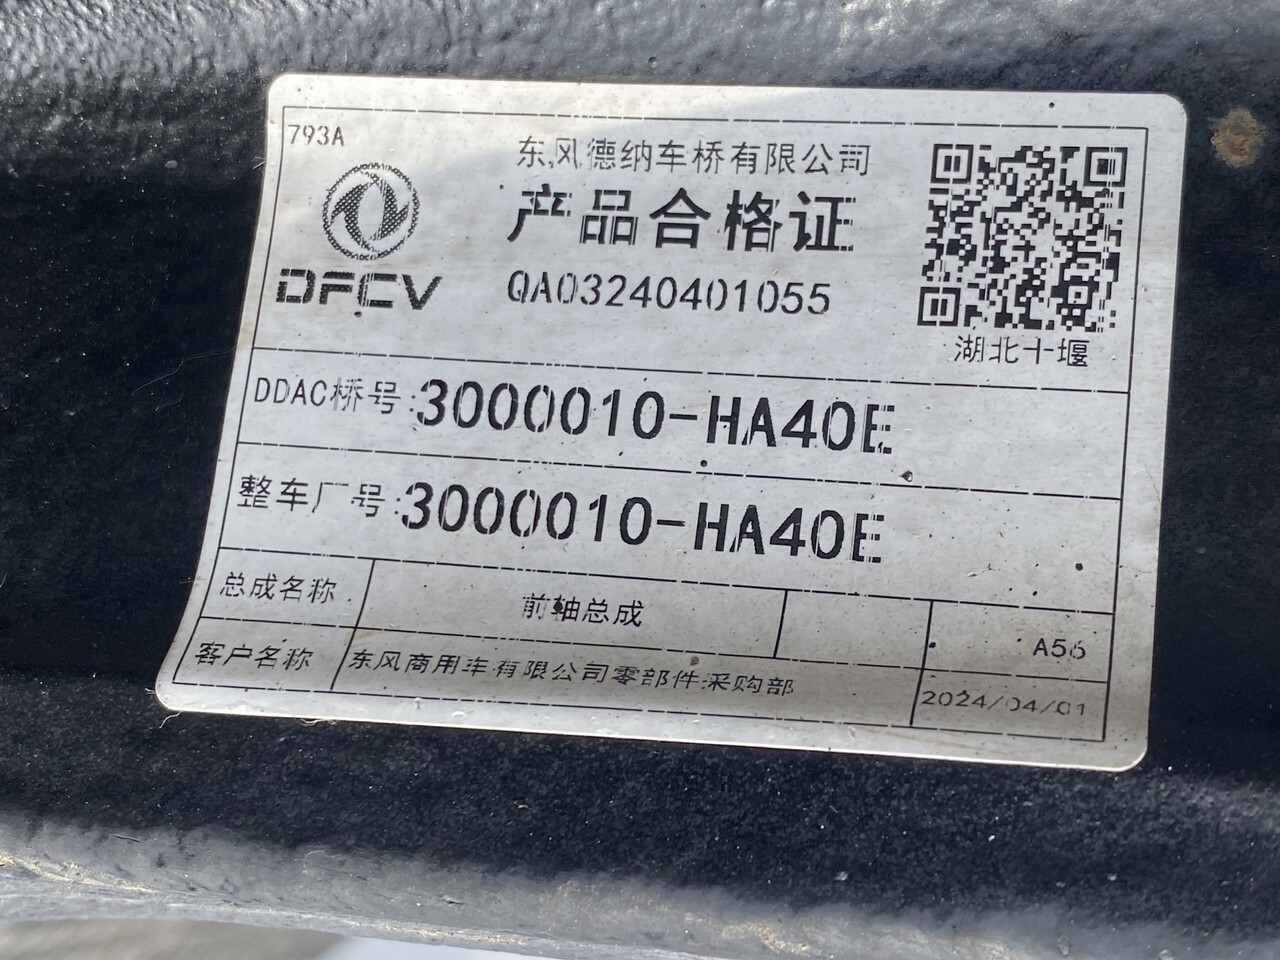 793A
东风德纳车桥有限公司
产品合格证
DFCV
QA03240401055
湖北十堰
DDAC桥号:3000010-HA40E
整车厂号:3000010-HA40E
总成名称 前轴总成 A56
客户名称 东风商用车有限公司零部件采购部 2024/04/01